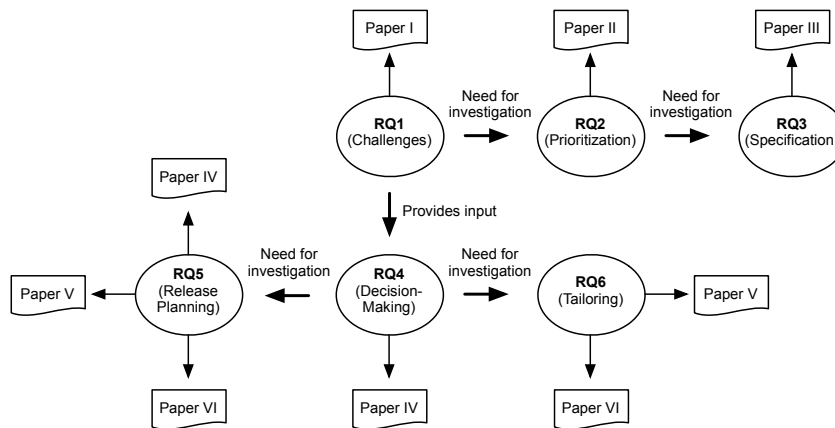 Paper I
Paper II
Paper III
Need for
investigation
Need for
investigation
RQ1
(Challenges)
RQ2
(Prioritization)
RQ3
(Specification)
Paper IV
Provides input
Need for
investigation
Need for
investigation
Paper V
RQ5
(Release
Planning)
RQ4
(Decision-
Making)
RQ6
(Tailoring)
Paper V
Paper VI
Paper IV
Paper VI